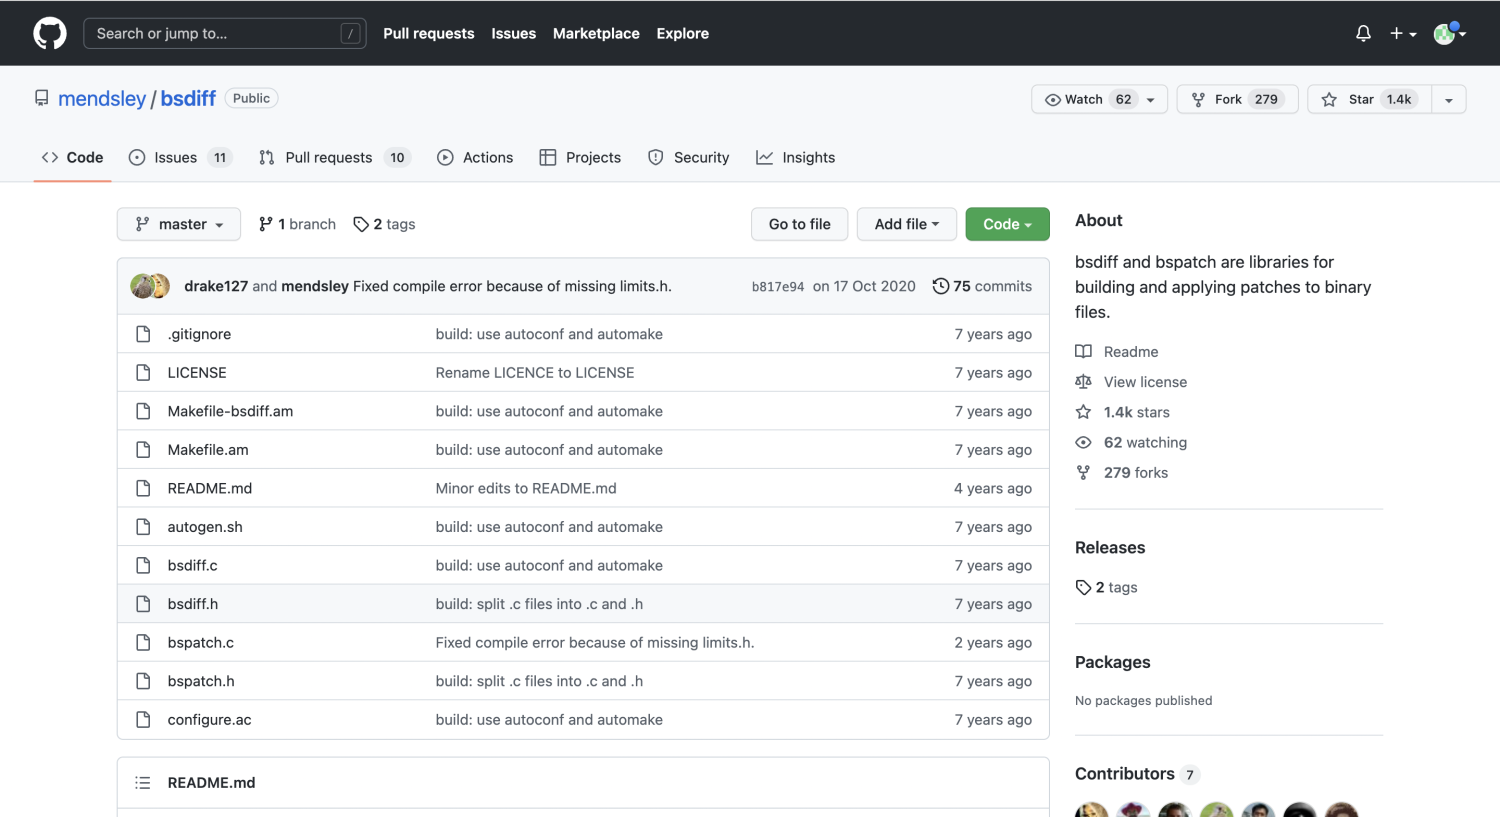 Search or jump to... / Pull requests Issues Marketplace Explore
mendsley / bsdiff Public Watch 62 Fork 279 Star 1.4k
Code Issues 11 Pull requests 10 Actions Projects Security Insights
master 1 branch 2 tags Go to file Add file Code
drake127 and mendsley Fixed compile error because of missing limits.h. b817e94 on 17 Oct 2020 75 commits
.gitignore build: use autoconf and automake 7 years ago
LICENSE Rename LICENCE to LICENSE 7 years ago
Makefile-bsdiff.am build: use autoconf and automake 7 years ago
Makefile.am build: use autoconf and automake 7 years ago
README.md Minor edits to README.md 4 years ago
autogen.sh build: use autoconf and automake 7 years ago
bsdiff.c build: use autoconf and automake 7 years ago
bsdiff.h build: split .c files into .c and .h 7 years ago
bspatch.c Fixed compile error because of missing limits.h. 2 years ago
bspatch.h build: split .c files into .c and .h 7 years ago
configure.ac build: use autoconf and automake 7 years ago
README.md
About
bsdiff and bspatch are libraries for
building and applying patches to binary
files.
Readme
View license
1.4k stars
62 watching
279 forks
Releases
2 tags
Packages
No packages published
Contributors 7